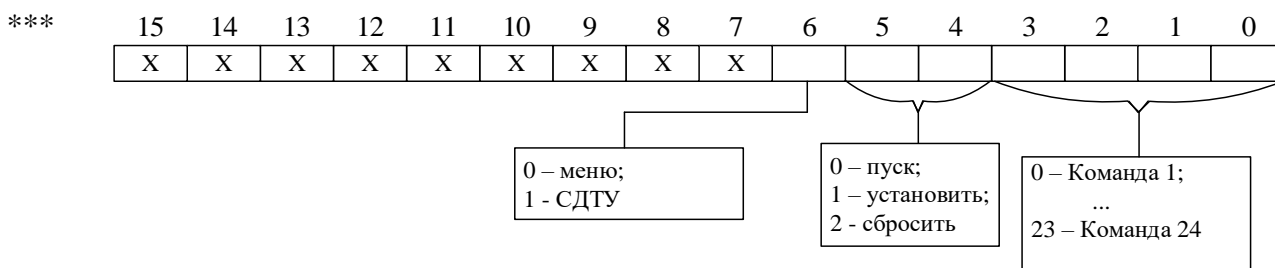 *** 15 14 13 12 11 10 9 8 7 6 5 4 3 2 1 0
X X X X X X X X X
0 – меню;
1 - СДТУ
0 – пуск;
1 – установить;
2 - сбросить
0 – Команда 1;
...
23 – Команда 24